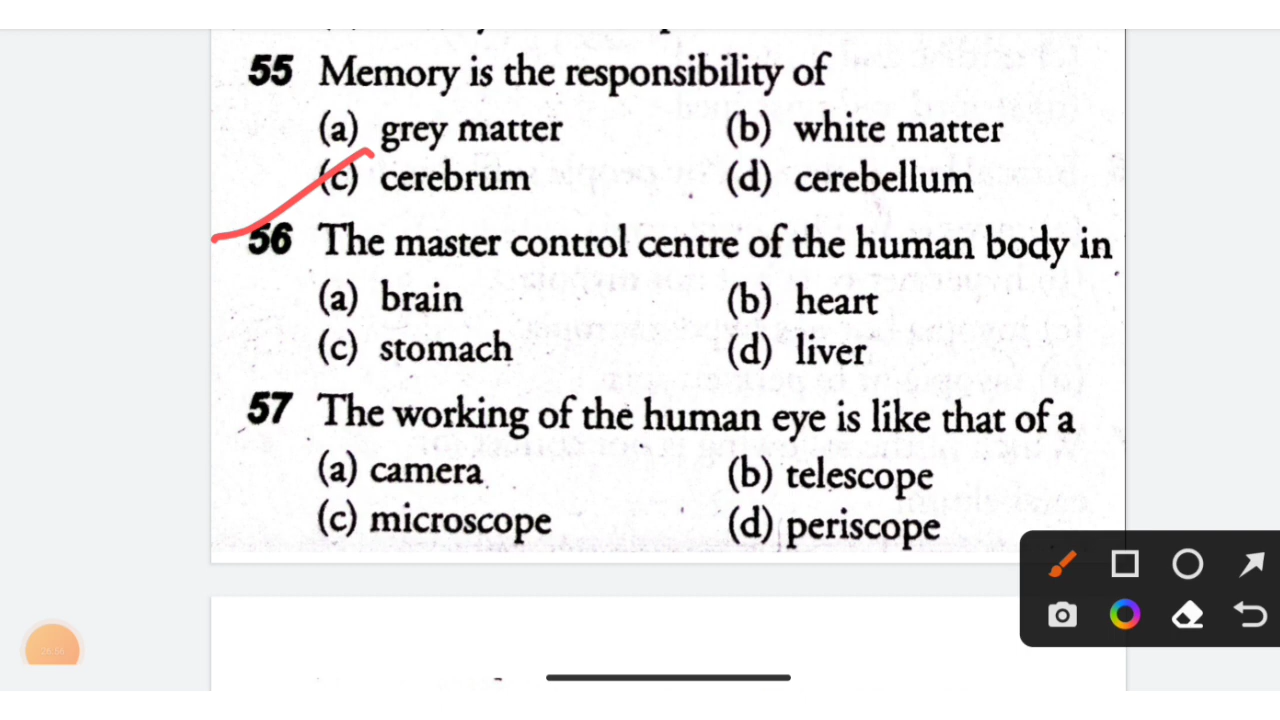 55 Memory is the responsibility of
(a) grey matter (b) white matter
(c) cerebrum (d) cerebellum
56 The master control centre of the human body in
(a) brain (b) heart
(c) stomach (d) liver
57 The working of the human eye is like that of a
(a) camera (b) telescope
(c) microscope (d) periscope